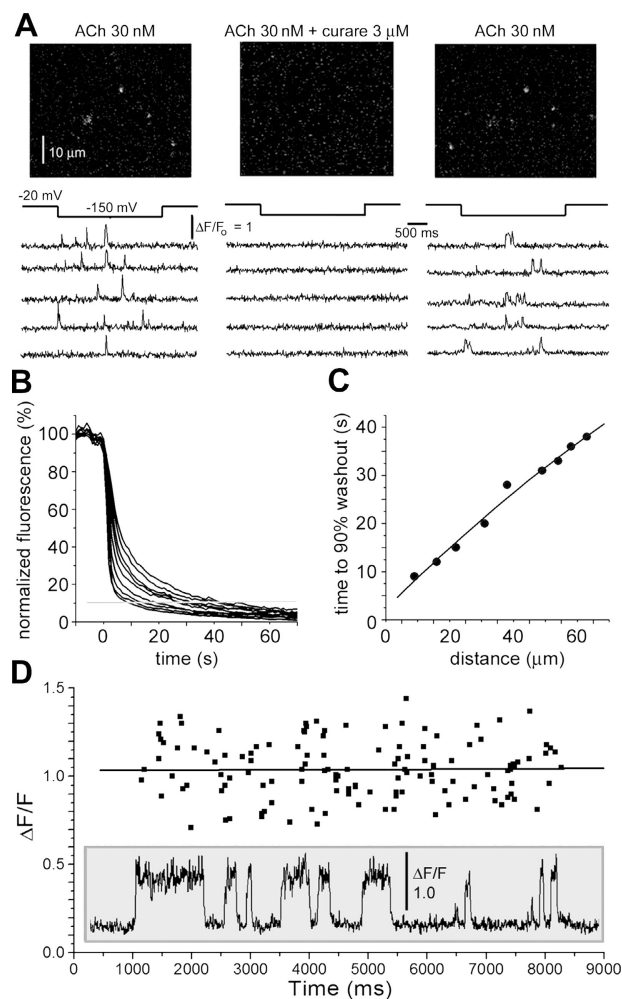 A
ACh 30 nM
ACh 30 nM + curare 3 µM
ACh 30 nM
10 µm
-20 mV
-150 mV
ΔF/Fo = 1
500 ms
B
normalized fluorescence (%)
100
80
60
40
20
0
0
20
40
60
time (s)
C
time to 90% washout (s)
40
30
20
10
0
0
20
40
60
distance (µm)
D
ΔF/F
1.5
1.0
0.5
0.0
ΔF/F
1.0
0
1000
2000
3000
4000
5000
6000
7000
8000
9000
Time (ms)